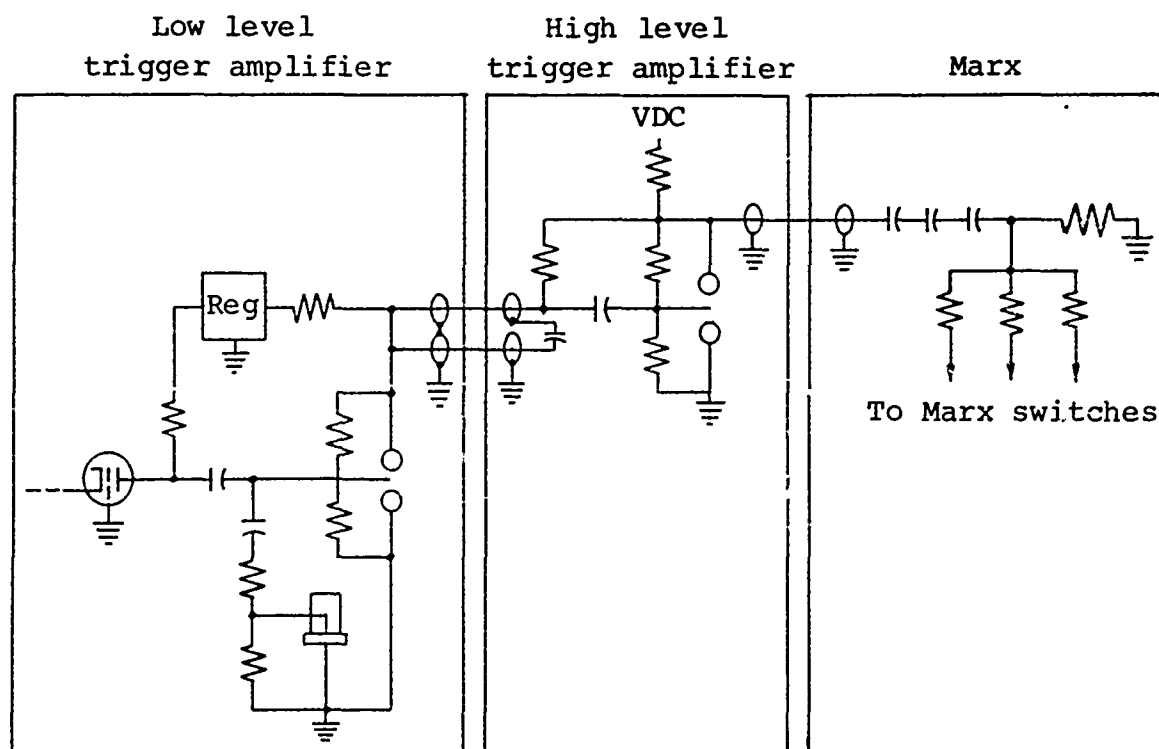 Low level
trigger amplifier
High level
trigger amplifier
Marx
VDC
Reg
To Marx switches